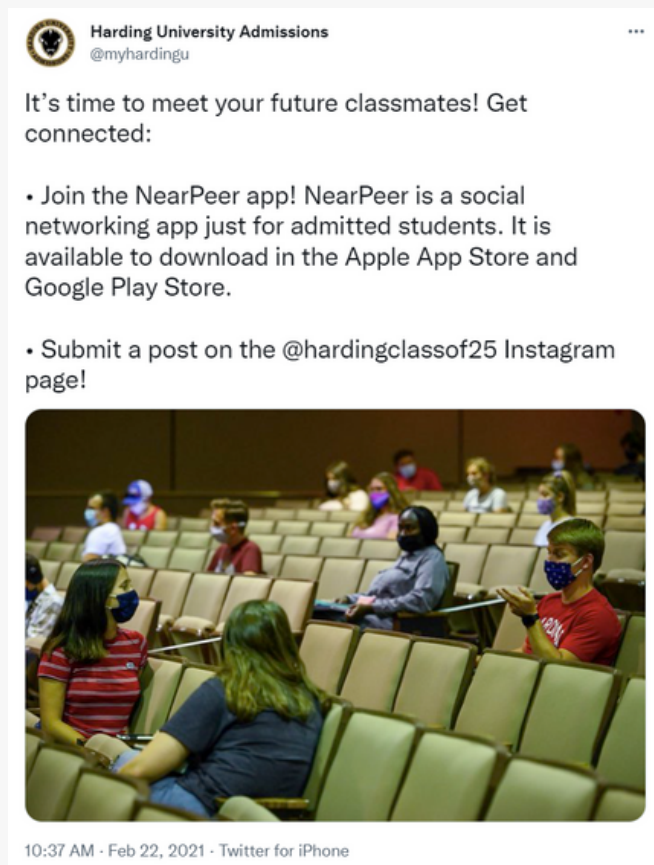 Harding University Admissions
@myhardingu
It's time to meet your future classmates! Get
connected:
• Join the NearPeer app! NearPeer is a social
networking app just for admitted students. It is
available to download in the Apple App Store and
Google Play Store.
• Submit a post on the @hardingclassof25 Instagram
page!
10:37 AM · Feb 22, 2021 · Twitter for iPhone